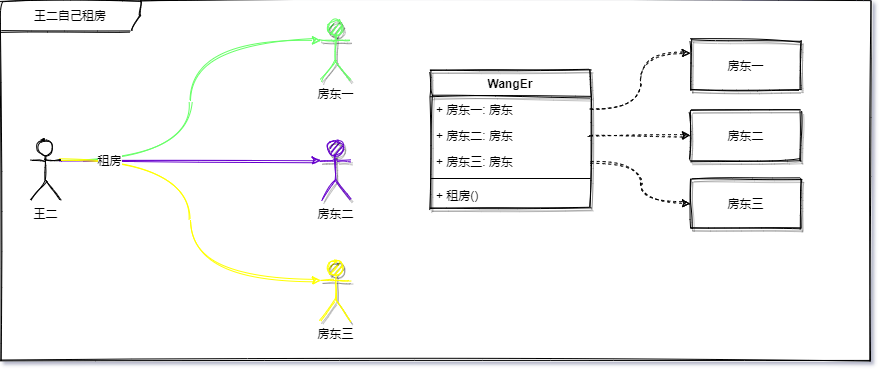 王二自己租房
房东一
王二
租房
房东二
房东三
WangEr
+ 房东一: 房东
+ 房东二: 房东
+ 房东三: 房东
+ 租房()
房东一
房东二
房东三